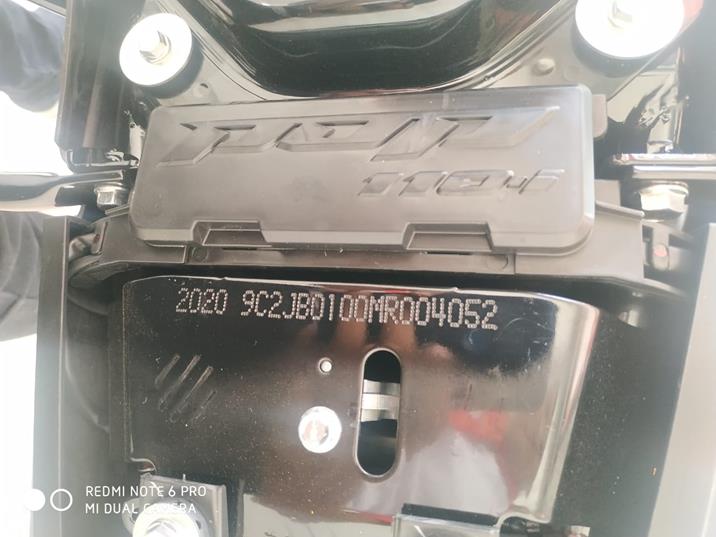 POP
110i
2020 9C2JB0100MR004052
REDMI NOTE 6 PRO
MI DUAL CAMERA